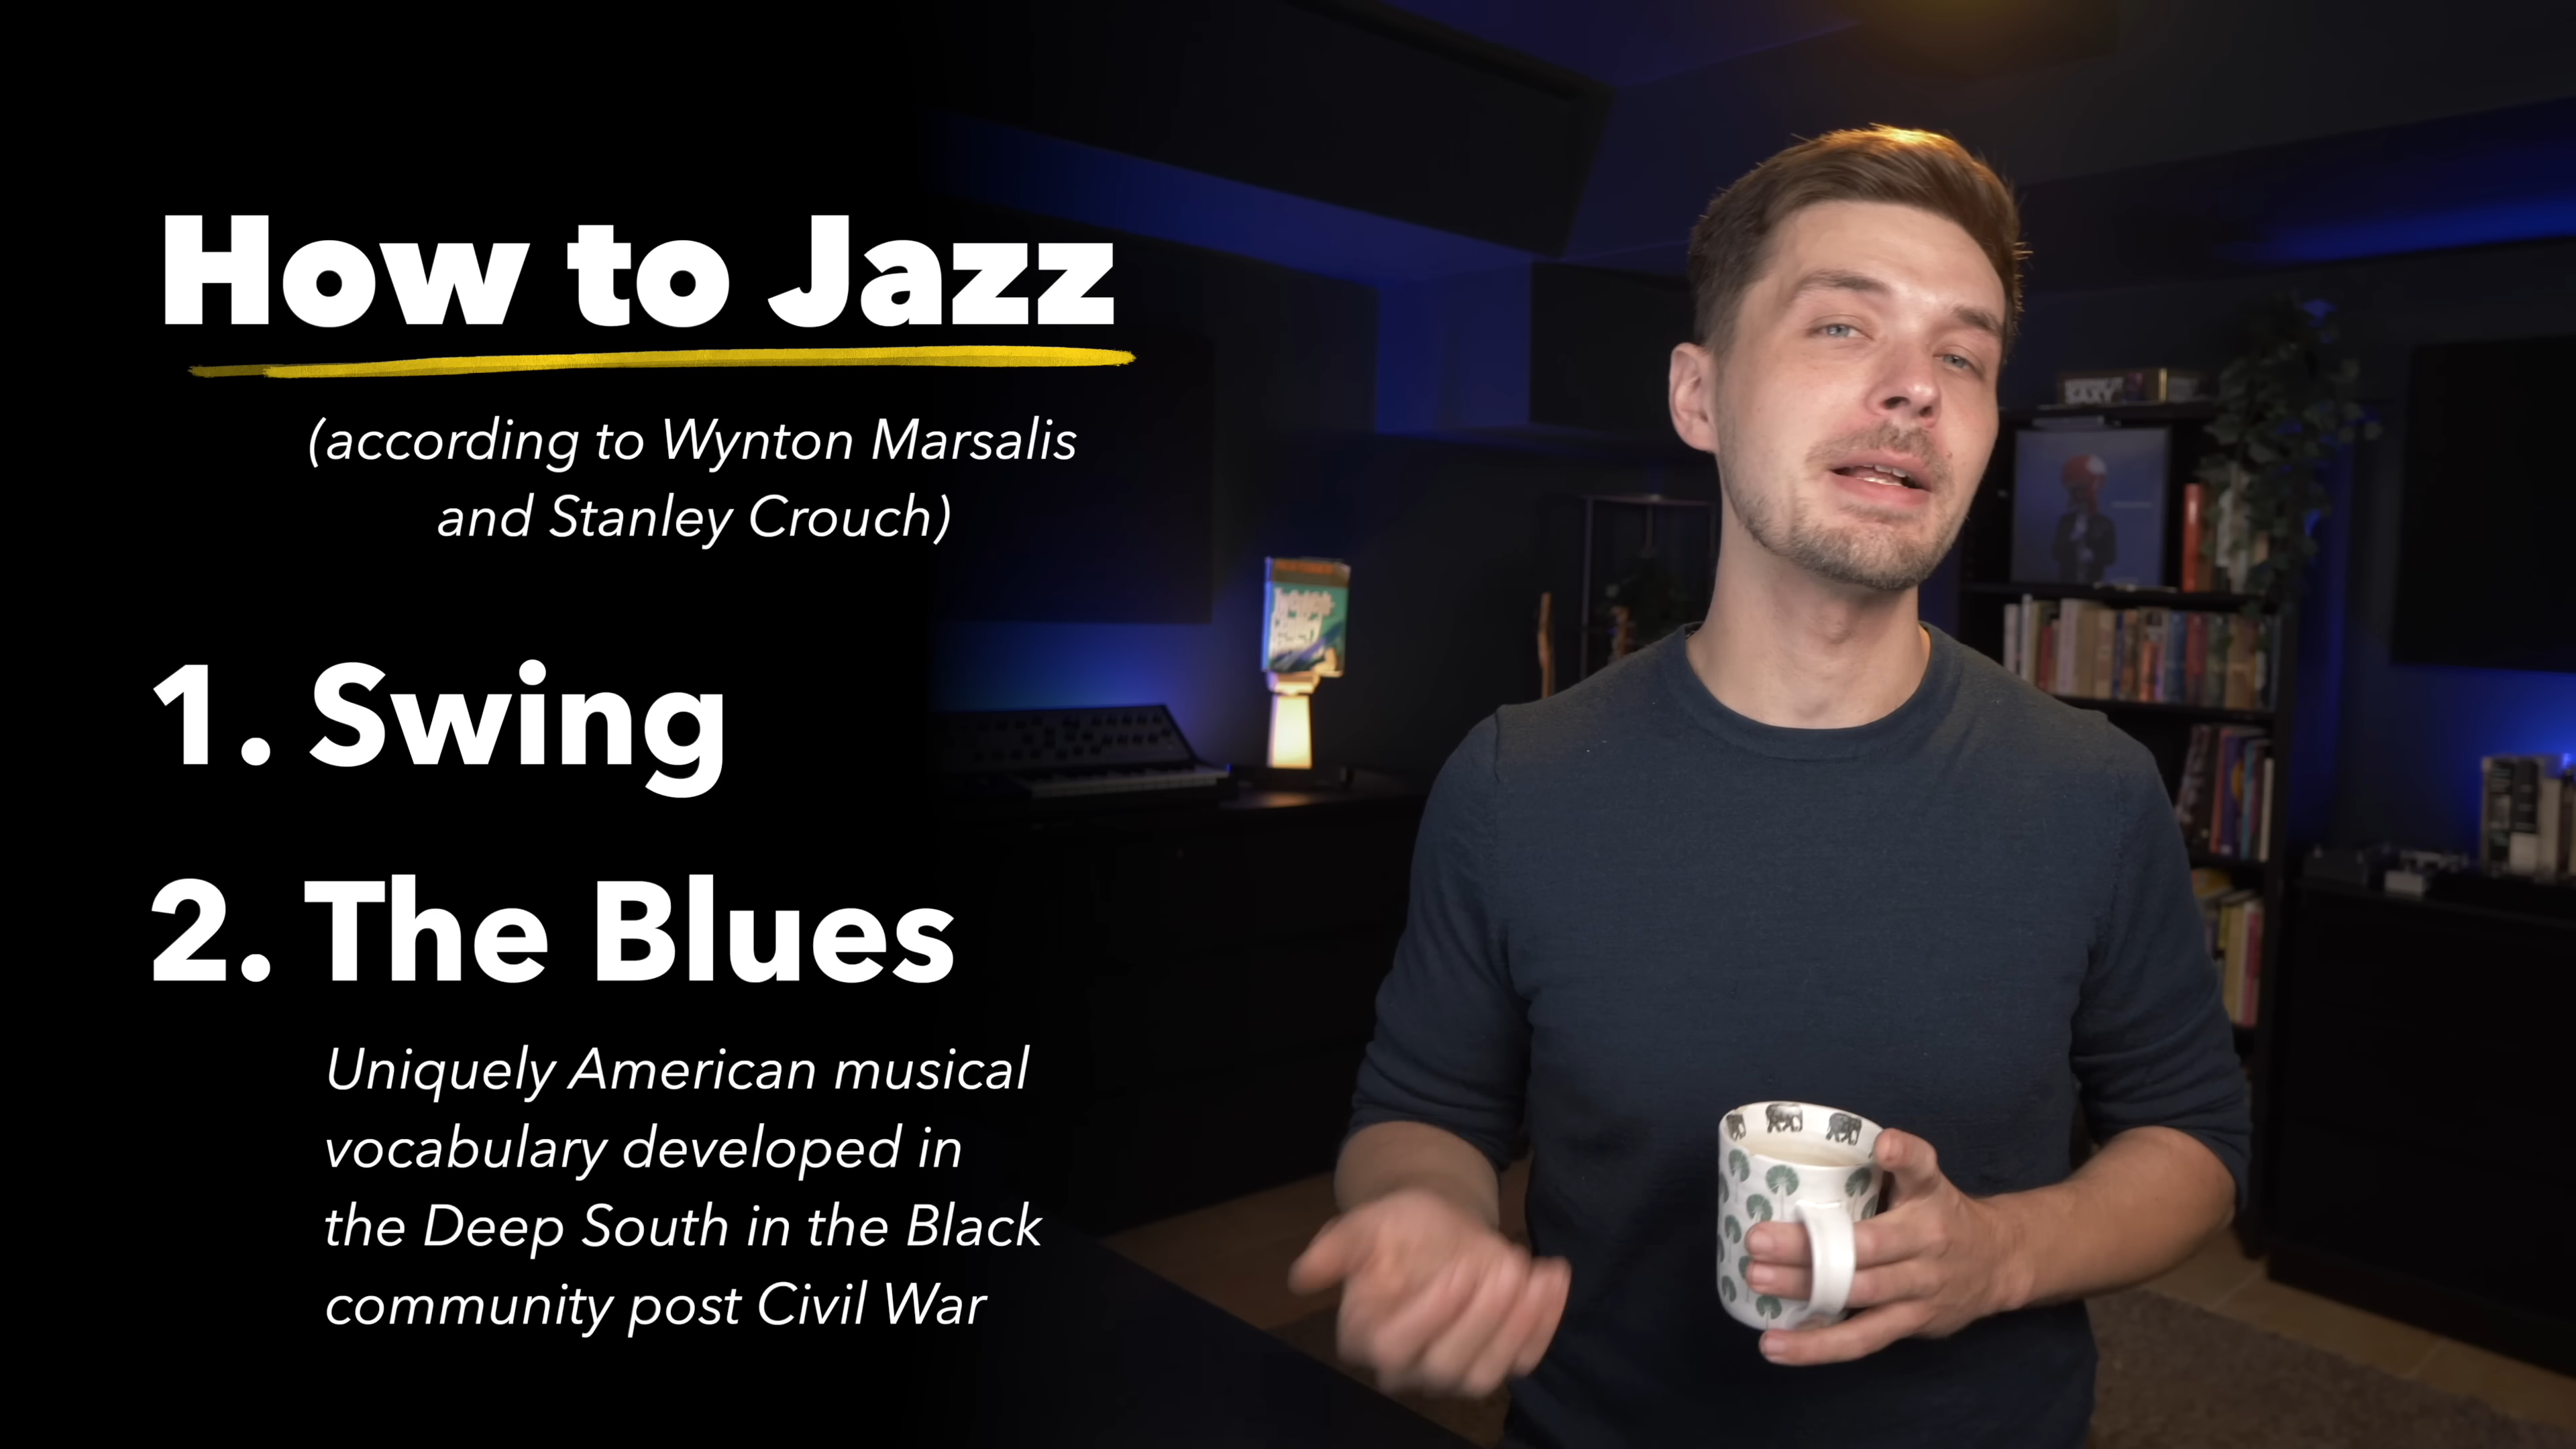 How to Jazz
(according to Wynton Marsalis
and Stanley Crouch)
1. Swing
2. The Blues
Uniquely American musical
vocabulary developed in
the Deep South in the Black
community post Civil War
SAXY